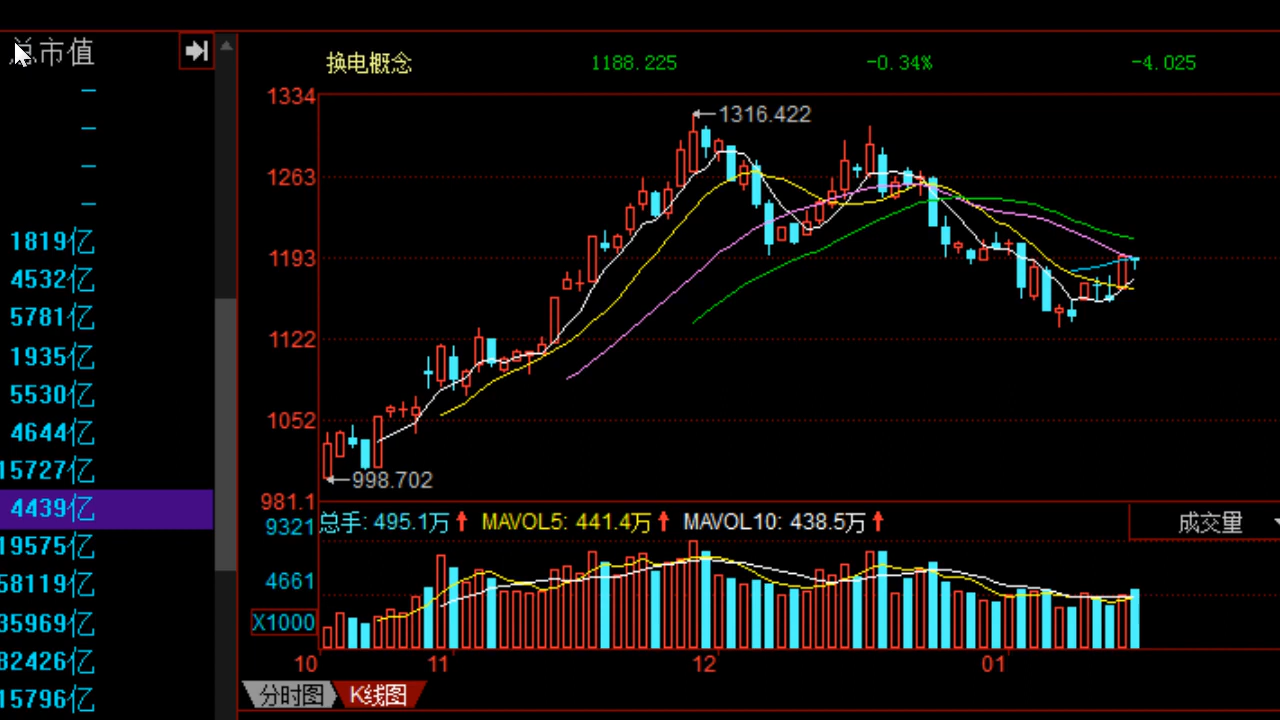 总市值
换电概念 1188.225 -0.34% -4.025
–
–
–
–
1819亿
4532亿
5781亿
1935亿
5530亿
4644亿
15727亿
4439亿
19575亿
58119亿
35969亿
82426亿
15796亿
1334
1316.422
1263
1193
1122
1052
998.702
981.1
9321 总手: 495.1万 MAVOL5: 441.4万 MAVOL10: 438.5万 成交量
4661
X1000
10 11 12 01
分时图 K线图